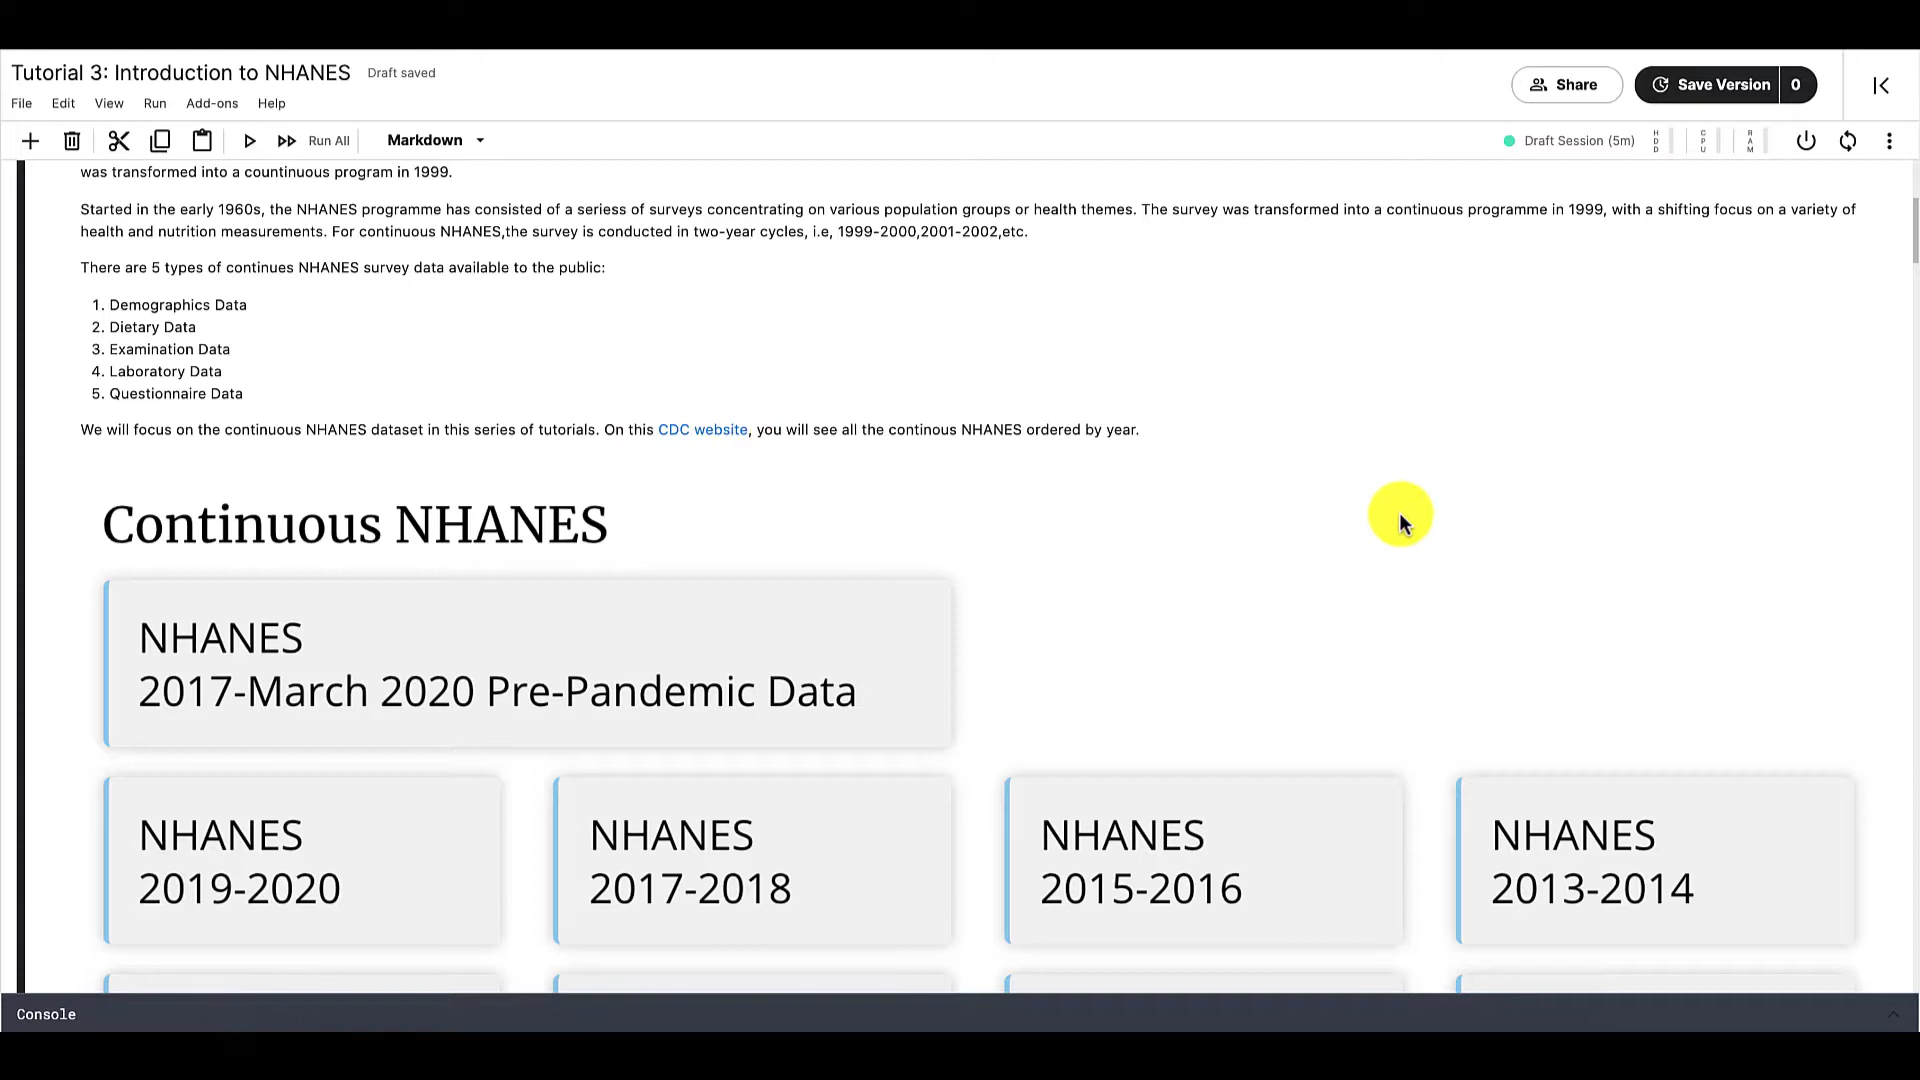 Tutorial 3: Introduction to NHANES Draft saved
Share
Save Version 0
File Edit View Run Add-ons Help
Run All Markdown
Draft Session (5m) HDD CPU RAM
was transformed into a countinuous program in 1999.
Started in the early 1960s, the NHANES programme has consisted of a seriess of surveys concentrating on various population groups or health themes. The survey was transformed into a continuous programme in 1999, with a shifting focus on a variety of
health and nutrition measurements. For continuous NHANES,the survey is conducted in two-year cycles, i.e, 1999-2000,2001-2002,etc.
There are 5 types of continues NHANES survey data available to the public:
1. Demographics Data
2. Dietary Data
3. Examination Data
4. Laboratory Data
5. Questionnaire Data
We will focus on the continuous NHANES dataset in this series of tutorials. On this CDC website, you will see all the continous NHANES ordered by year.
Continuous NHANES
NHANES
2017-March 2020 Pre-Pandemic Data
NHANES
2019-2020
NHANES
2017-2018
NHANES
2015-2016
NHANES
2013-2014
Console